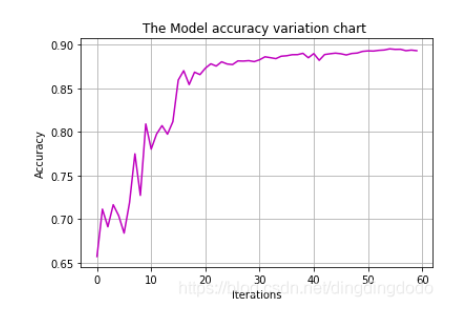 The Model accuracy variation chart
0.90
0.85
0.80
0.75
0.70
0.65
Accuracy
0 10 20 30 40 50 60
Iterations
https://blog.csdn.net/dingdingdodo